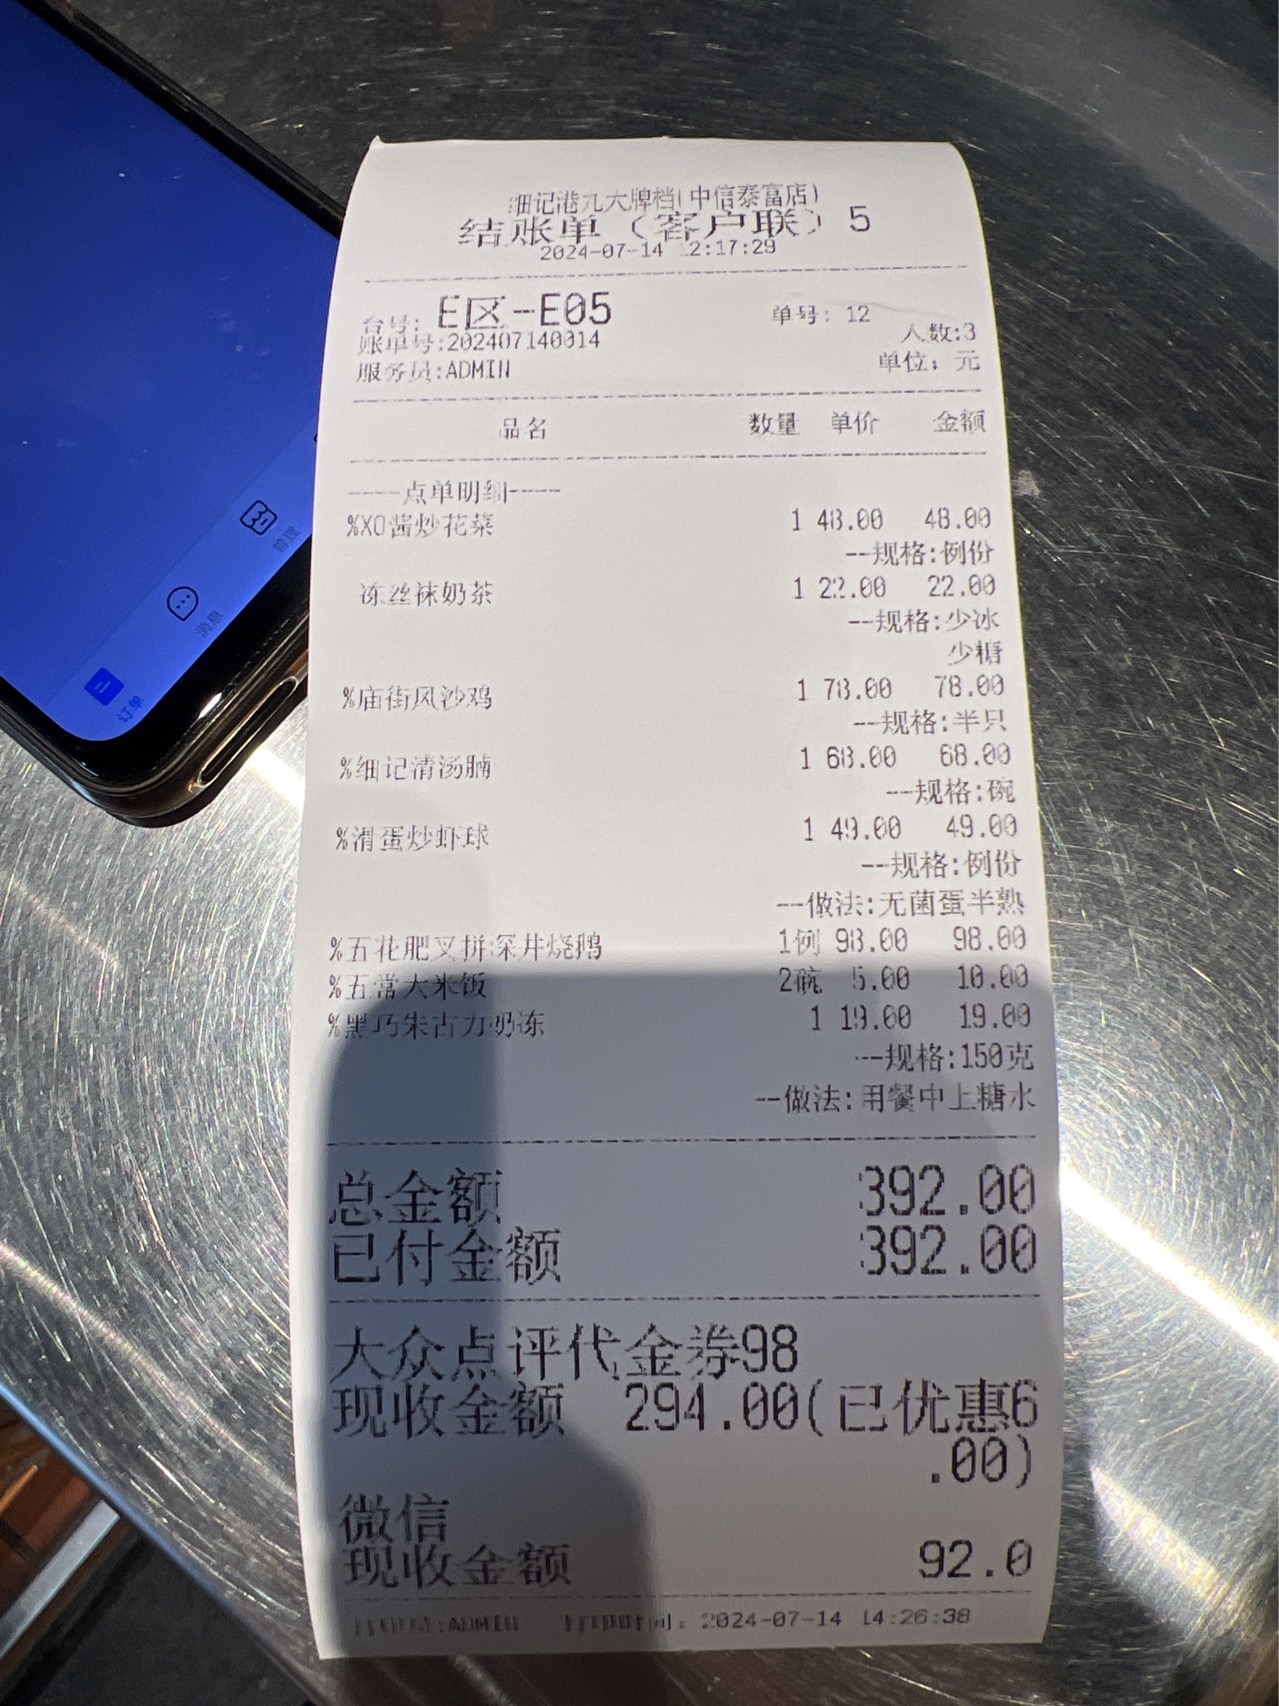 细记港九大牌档(中信泰富店)
结账单（客户联）5
2024-07-14 12:17:29
台号: E区-E05 单号: 12
账单号:202407140014 人数:3
服务员:ADMIN 单位: 元
品名 数量 单价 金额
----点单明细-----
%XO酱炒花菜 1 48.00 48.00
--规格:例份
冻丝袜奶茶 1 22.00 22.00
--规格:少冰
少糖
%庙街风沙鸡 1 78.00 78.00
--规格:半只
%细记清汤腩 1 68.00 68.00
--规格:碗
%滑蛋炒虾球 1 49.00 49.00
--规格:例份
--做法:无菌蛋半熟
%五花肥叉拼深井烧鹅 1例 98.00 98.00
%五常大米饭 2碗 5.00 10.00
%黑巧朱古力奶冻 1 19.00 19.00
--规格:150克
--做法:用餐中上糖水
总金额 392.00
已付金额 392.00
大众点评代金券98
现收金额 294.00(已优惠6
.00)
微信
现收金额 92.0
:ADMIN 打印时间: 2024-07-14 14:26:38
管理
消息
订单